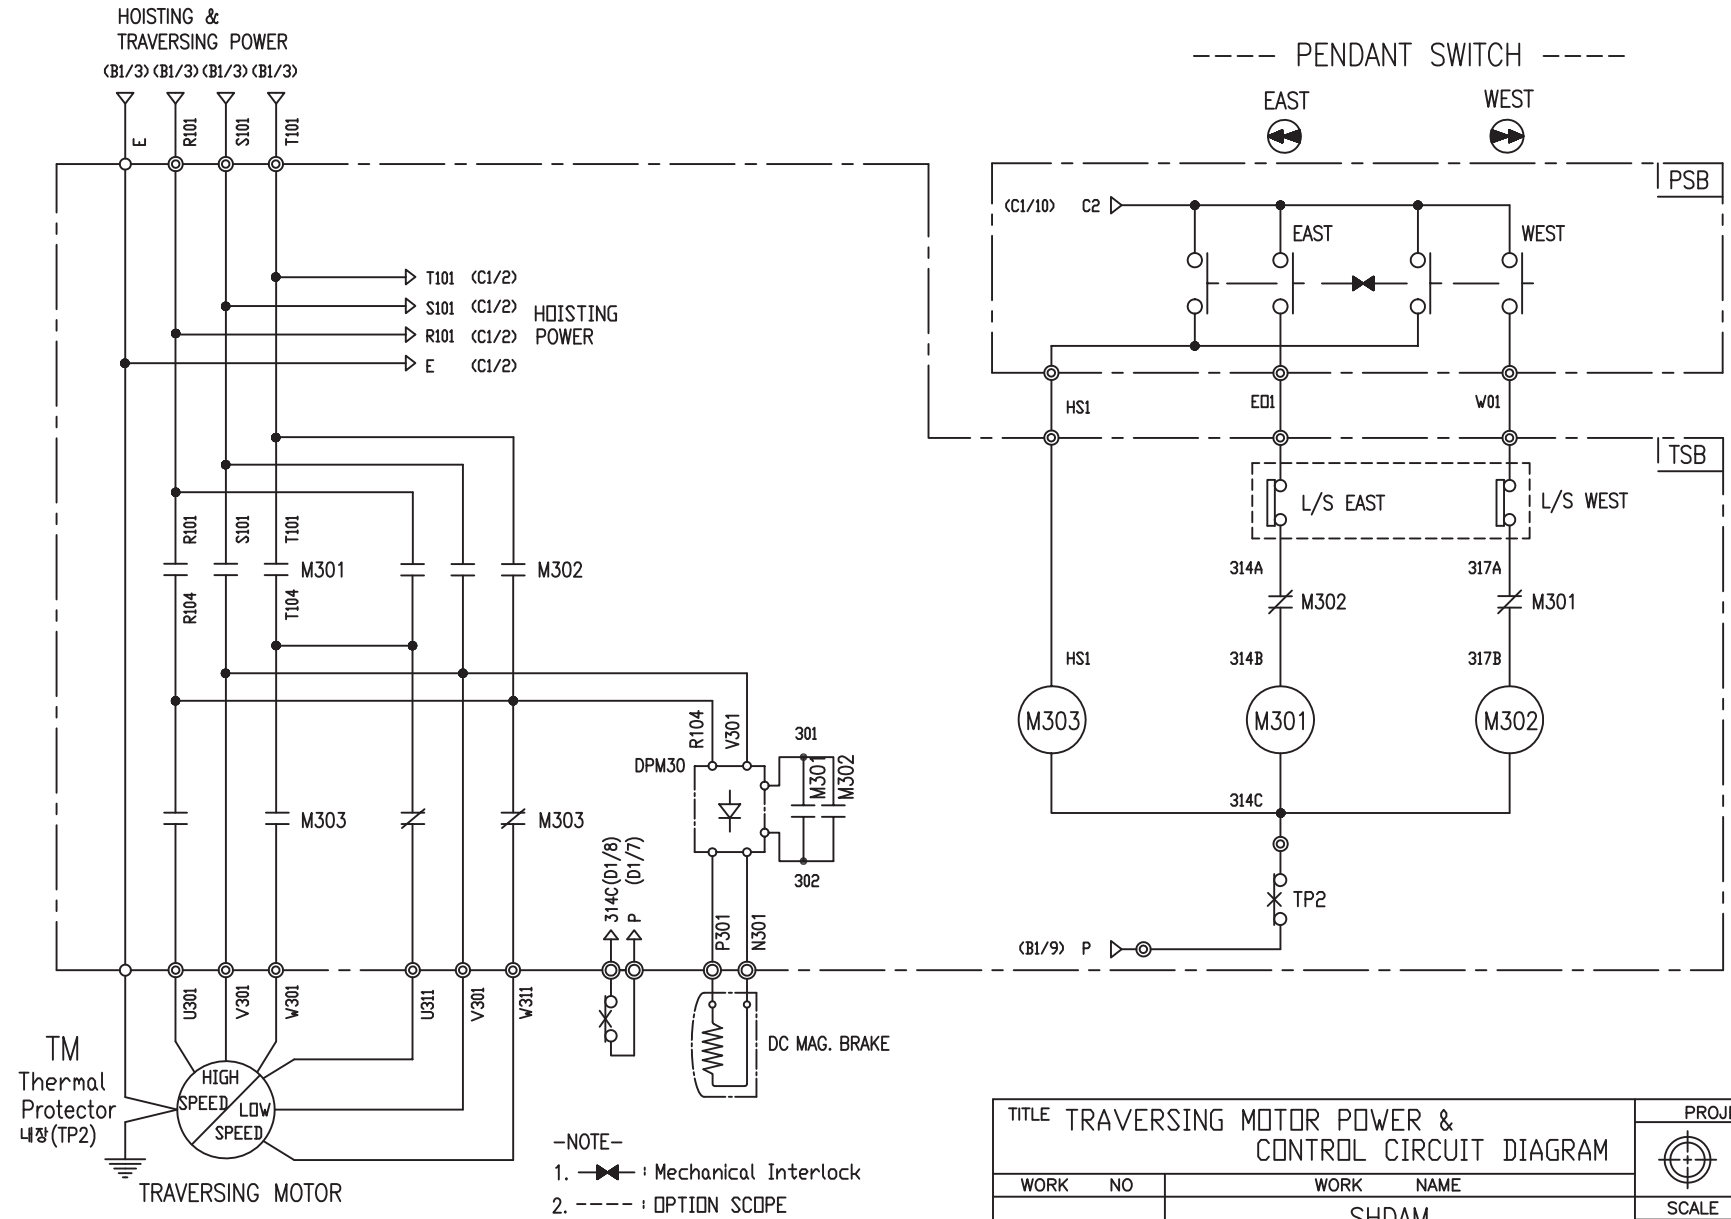 HOISTING &
TRAVERSING POWER
(B1/3) (B1/3) (B1/3) (B1/3)
E
R101
S101
T101
T101 (C1/2)
S101 (C1/2)
R101 (C1/2)
E (C1/2)
HOISTING
POWER
R101
S101
T101
M301
M302
R104
T104
R104
V301
DPM30
301
M301
M302
302
M303
M303
314C(D1/8)
P (D1/7)
P301
N301
U301
V301
W301
U311
V301
W311
TM
Thermal
Protector
내장(TP2)
HIGH
SPEED
LOW
SPEED
TRAVERSING MOTOR
DC MAG. BRAKE
-NOTE-
1. : Mechanical Interlock
2. ---- : OPTION SCOPE
---- PENDANT SWITCH ----
EAST
WEST
PSB
(C1/10) C2
EAST
WEST
HS1
E01
W01
TSB
L/S EAST
L/S WEST
314A
317A
M302
M301
HS1
314B
317B
M303
M301
M302
314C
TP2
(B1/9) P
TITLE TRAVERSING MOTOR POWER &
CONTROL CIRCUIT DIAGRAM
PROJE
WORK NO
WORK NAME
SCALE
SHDAM